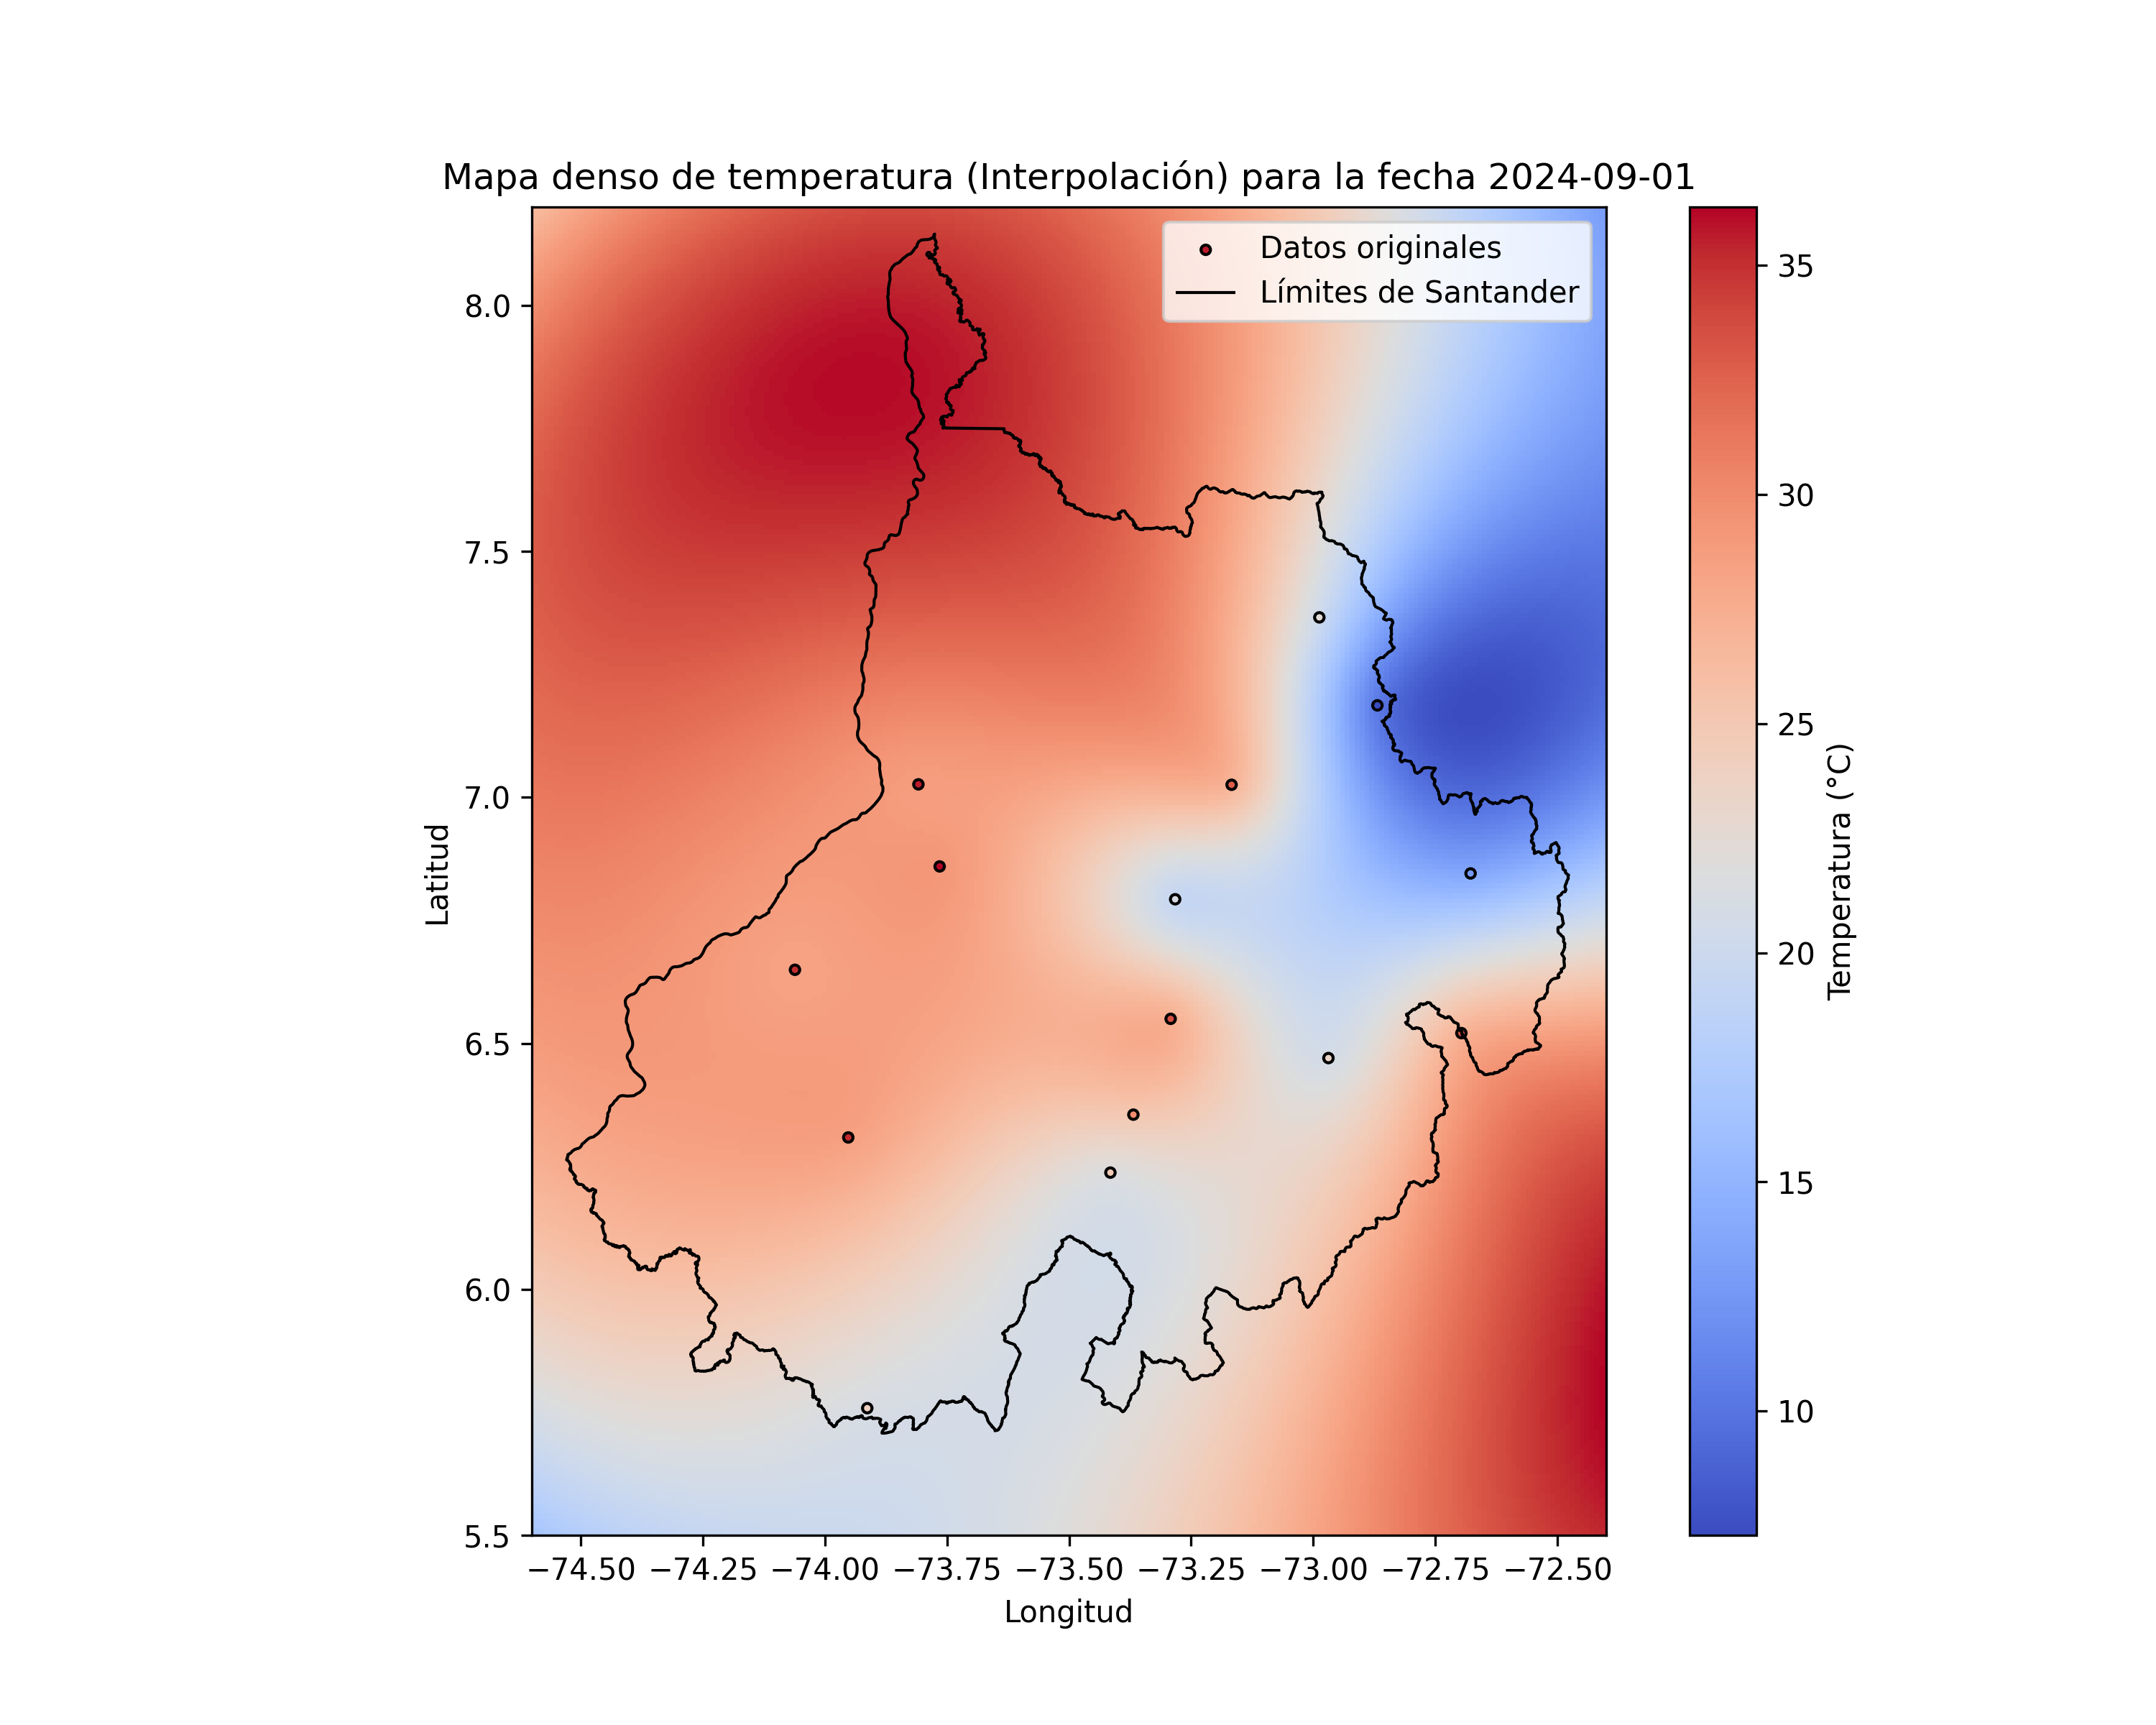 Mapa denso de temperatura (Interpolación) para la fecha 2024-09-01
Datos originales
Límites de Santander
8.0
7.5
7.0
6.5
6.0
5.5
Latitud
−74.50 −74.25 −74.00 −73.75 −73.50 −73.25 −73.00 −72.75 −72.50
Longitud
35
30
25
20
15
10
Temperatura (°C)